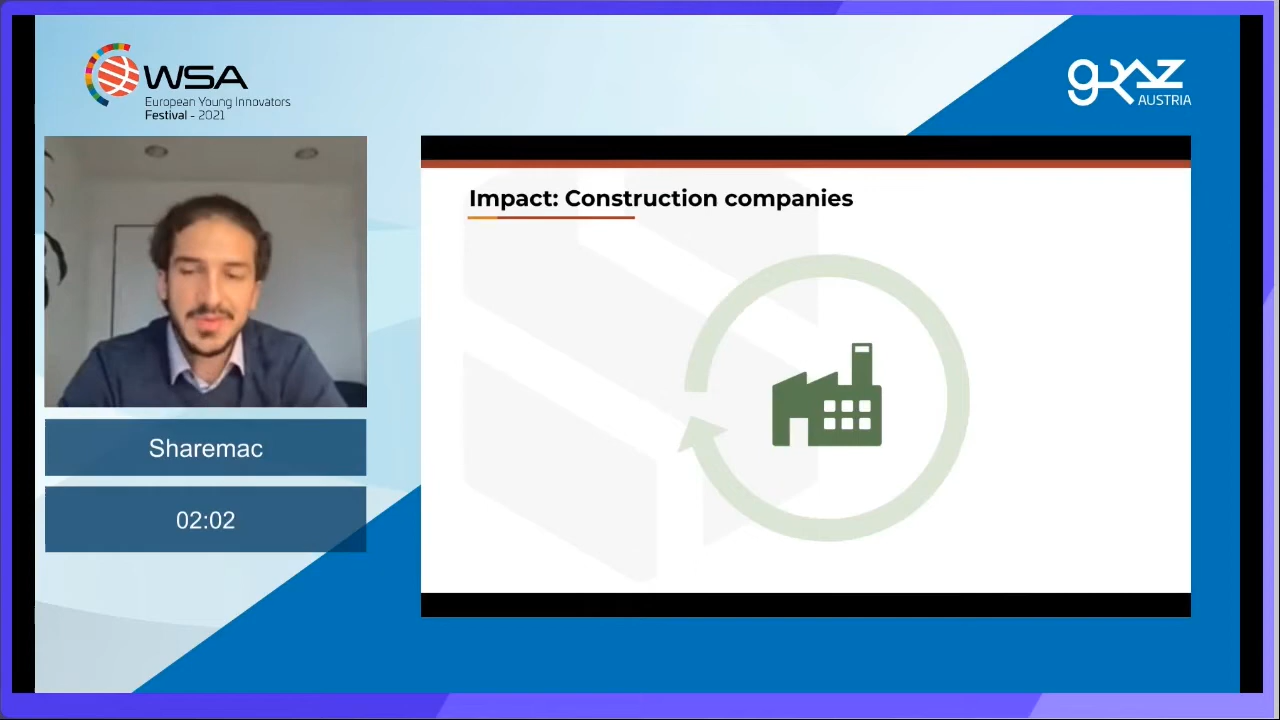 WSA
European Young Innovators
Festival - 2021
GRAZ
AUSTRIA
Impact: Construction companies
Sharemac
02:02